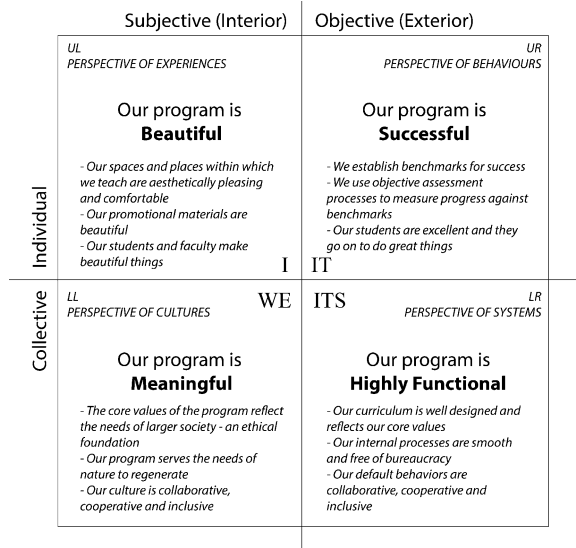 Subjective (Interior)
Objective (Exterior)
Individual
Collective
UL
PERSPECTIVE OF EXPERIENCES
Our program is
Beautiful
- Our spaces and places within which
we teach are aesthetically pleasing
and comfortable
- Our promotional materials are
beautiful
- Our students and faculty make
beautiful things
I
UR
PERSPECTIVE OF BEHAVIOURS
Our program is
Successful
- We establish benchmarks for success
- We use objective assessment
processes to measure progress against
benchmarks
- Our students are excellent and they
go on to do great things
IT
LL
PERSPECTIVE OF CULTURES
WE
Our program is
Meaningful
- The core values of the program reflect
the needs of larger society - an ethical
foundation
- Our program serves the needs of
nature to regenerate
- Our culture is collaborative,
cooperative and inclusive
ITS
LR
PERSPECTIVE OF SYSTEMS
Our program is
Highly Functional
- Our curriculum is well designed and
reflects our core values
- Our internal processes are smooth
and free of bureaucracy
- Our default behaviors are
collaborative, cooperative and
inclusive